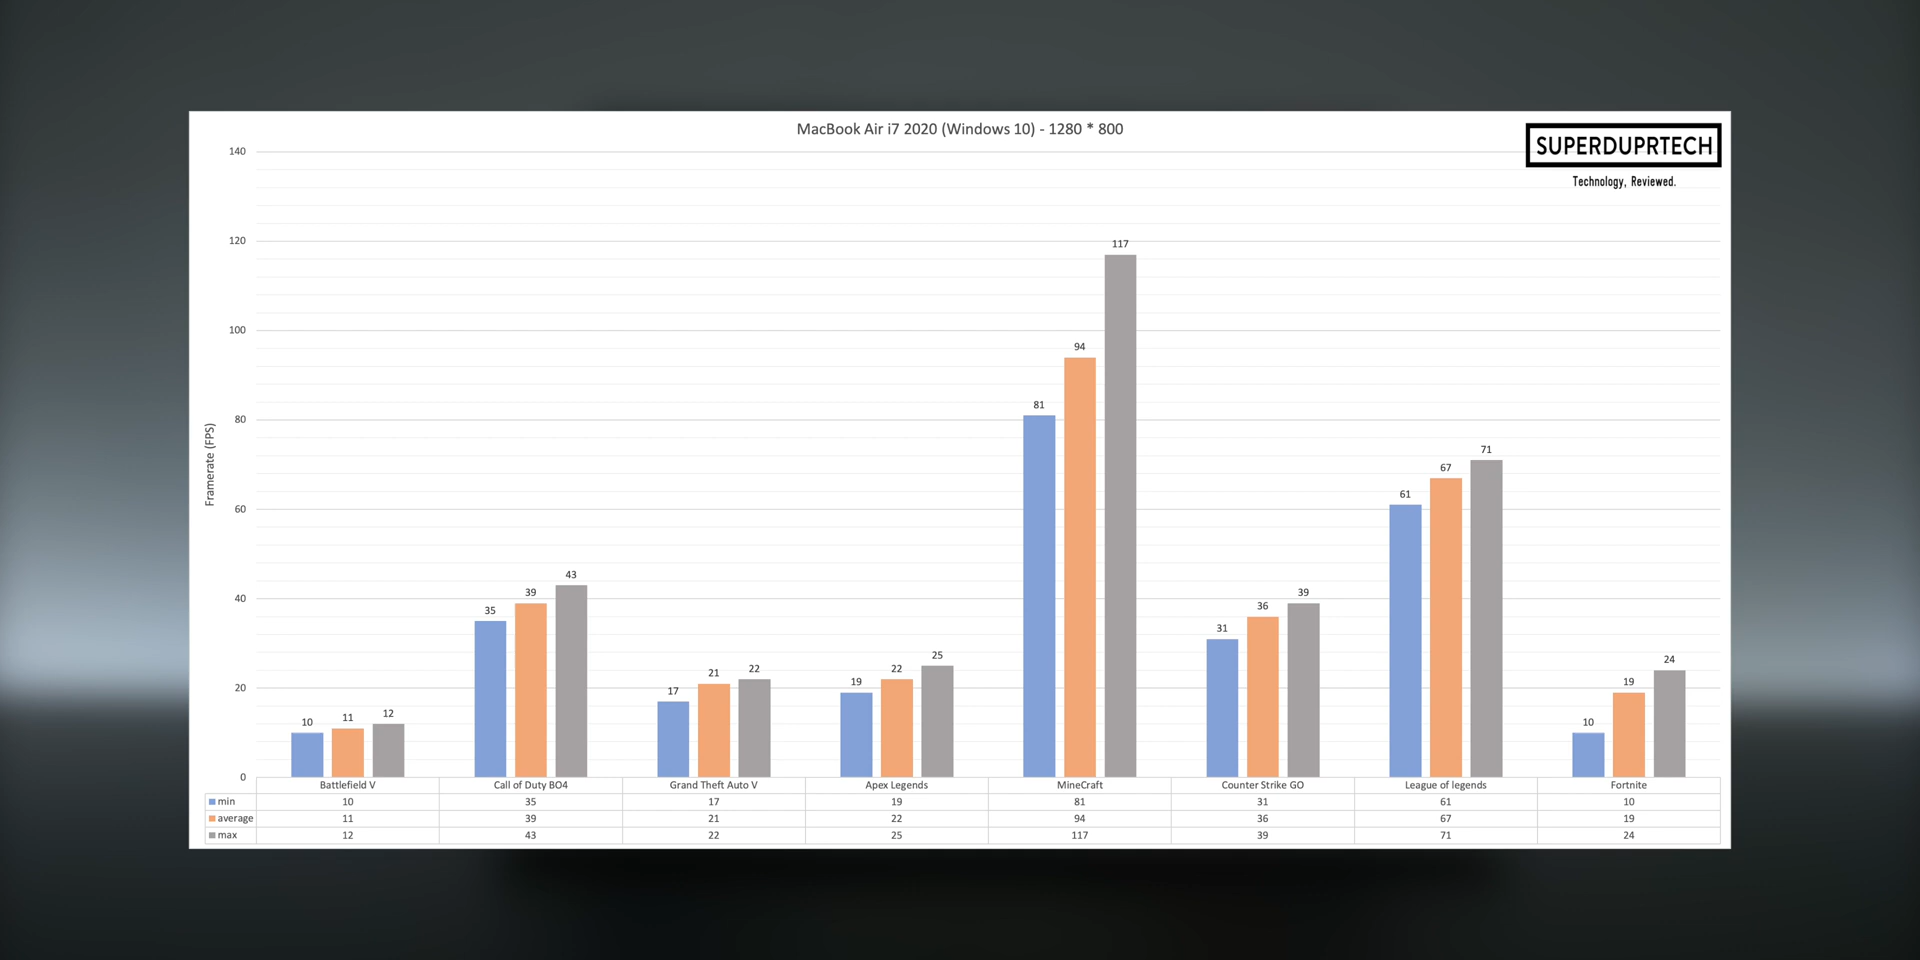 MacBook Air i7 2020 (Windows 10) - 1280 * 800
SUPERDUPRTECH
Technology, Reviewed.
Framerate (FPS)
140
120
100
80
60
40
20
0
10 11 12
35 39 43
17 21 22
19 22 25
81 94 117
31 36 39
61 67 71
10 19 24
Battlefield V Call of Duty BO4 Grand Theft Auto V Apex Legends MineCraft Counter Strike GO League of legends Fortnite
min 10 35 17 19 81 31 61 10
average 11 39 21 22 94 36 67 19
max 12 43 22 25 117 39 71 24